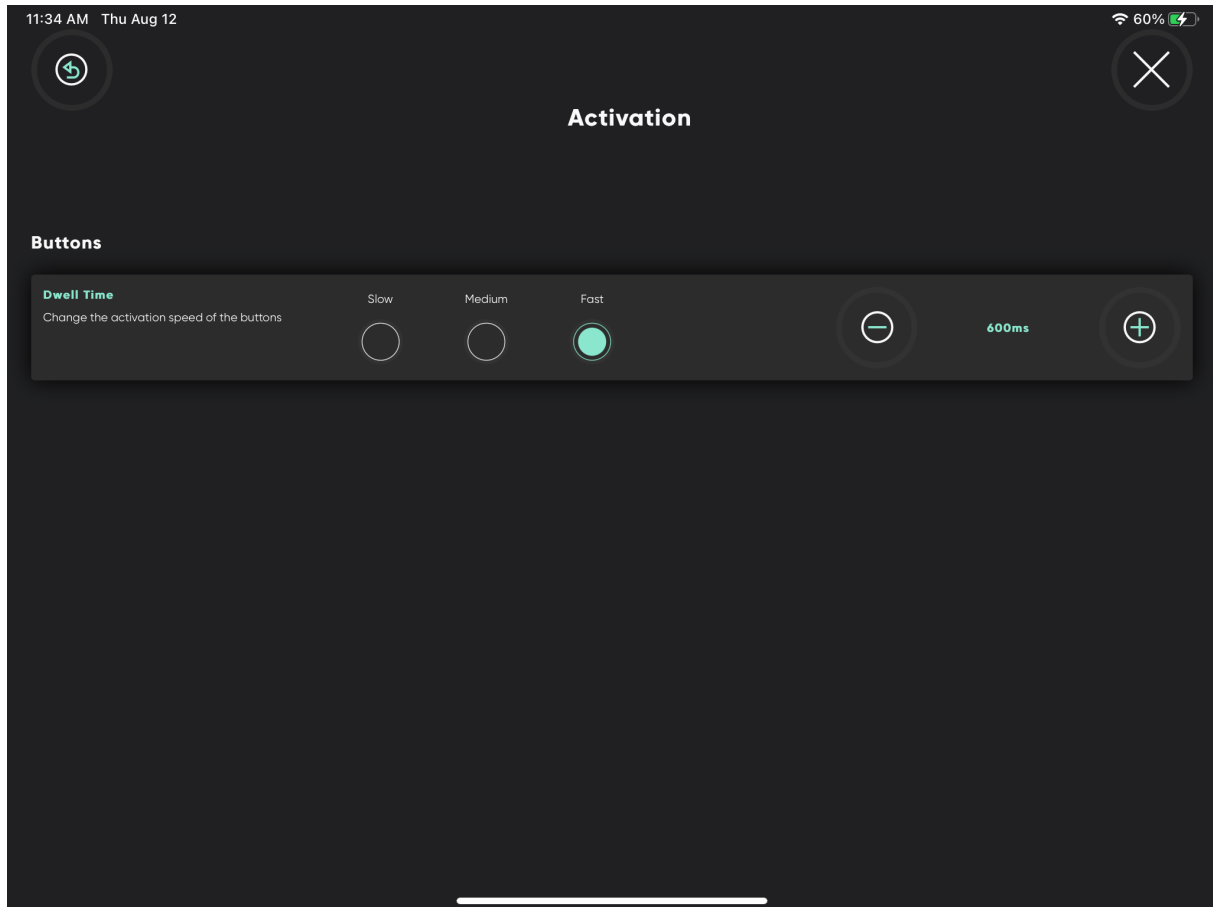 11:34 AM Thu Aug 12
60%
Activation
Buttons
Dwell Time
Change the activation speed of the buttons
Slow
Medium
Fast
600ms